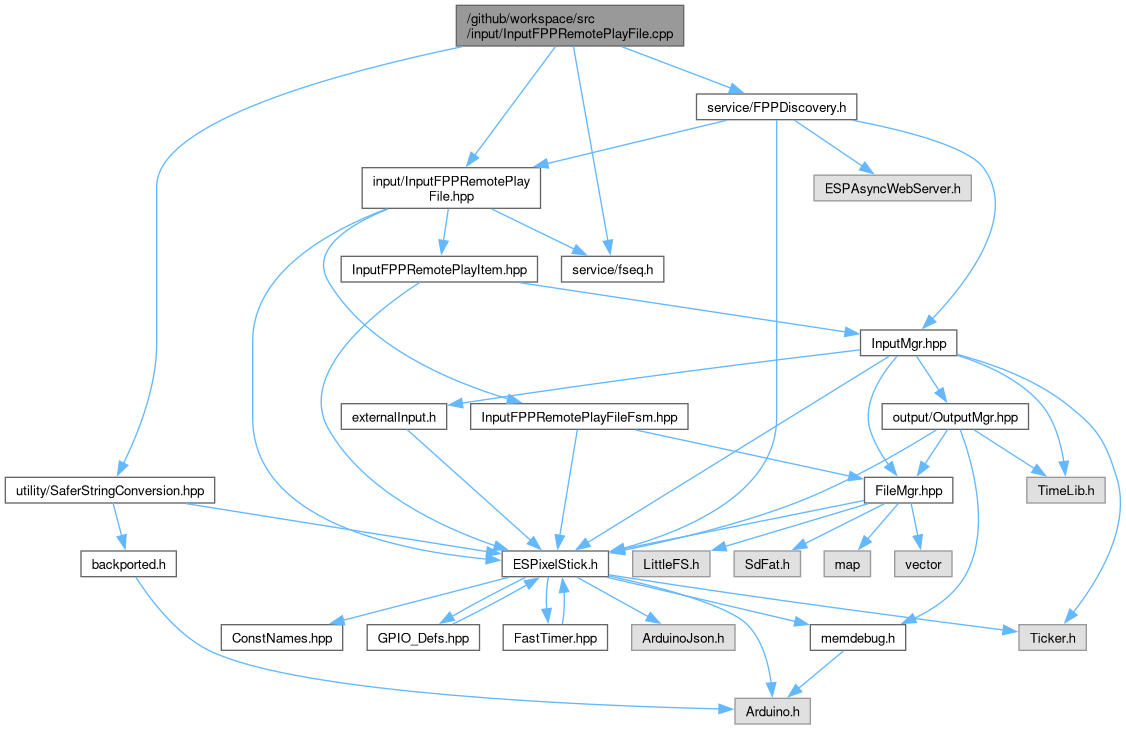 /github/workspace/src
/input/InputFPPRemotePlayFile.cpp
service/FPPDiscovery.h
input/InputFPPRemotePlay
File.hpp
ESPAsyncWebServer.h
InputFPPRemotePlayItem.hpp
service/fseq.h
InputMgr.hpp
externalInput.h
InputFPPRemotePlayFileFsm.hpp
output/OutputMgr.hpp
utility/SaferStringConversion.hpp
FileMgr.hpp
TimeLib.h
backported.h
ESPixelStick.h
LittleFS.h
SdFat.h
map
vector
ConstNames.hpp
GPIO_Defs.hpp
FastTimer.hpp
ArduinoJson.h
memdebug.h
Ticker.h
Arduino.h